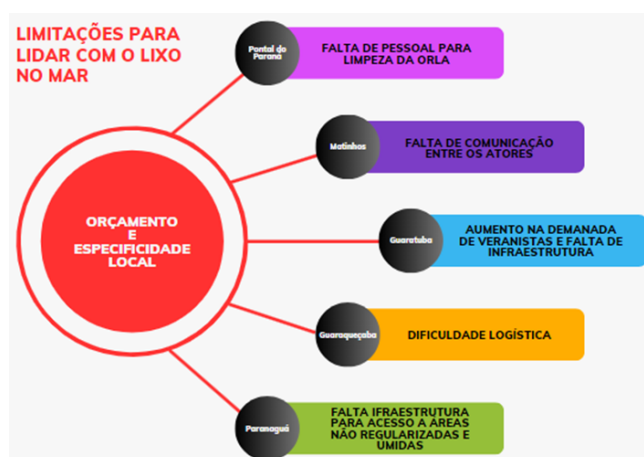 LIMITAÇÕES PARA
LIDAR COM O LIXO
NO MAR
Pontal do
Paraná
FALTA DE PESSOAL PARA
LIMPEZA DA ORLA
Matinhos
FALTA DE COMUNICAÇÃO
ENTRE OS ATORES
ORÇAMENTO
E
ESPECIFICIDADE
LOCAL
Guaratuba
AUMENTO NA DEMANADA
DE VERANISTAS E FALTA DE
INFRAESTRUTURA
Guaraqueçaba
DIFICULDADE LOGÍSTICA
Paranaguá
FALTA IFRAESTRUTURA
PARA ACESSO A ÁREAS
NÃO REGULARIZADAS E
UMIDAS